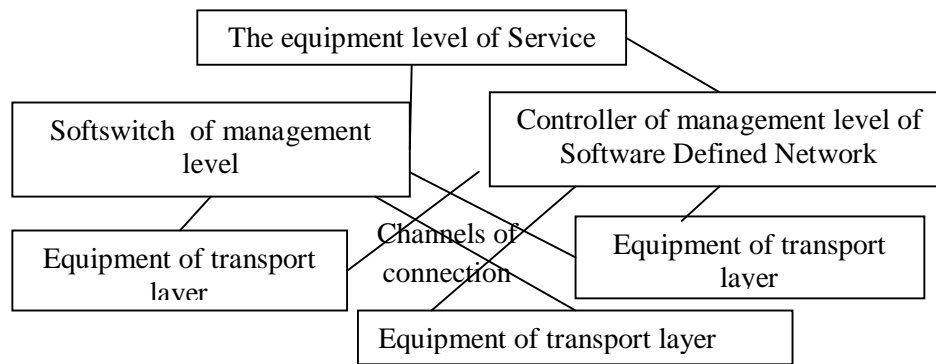 The equipment level of Service
Softswitch of management
level
Controller of management level of
Software Defined Network
Channels of
connection
Equipment of transport
layer
Equipment of transport
layer
Equipment of transport layer